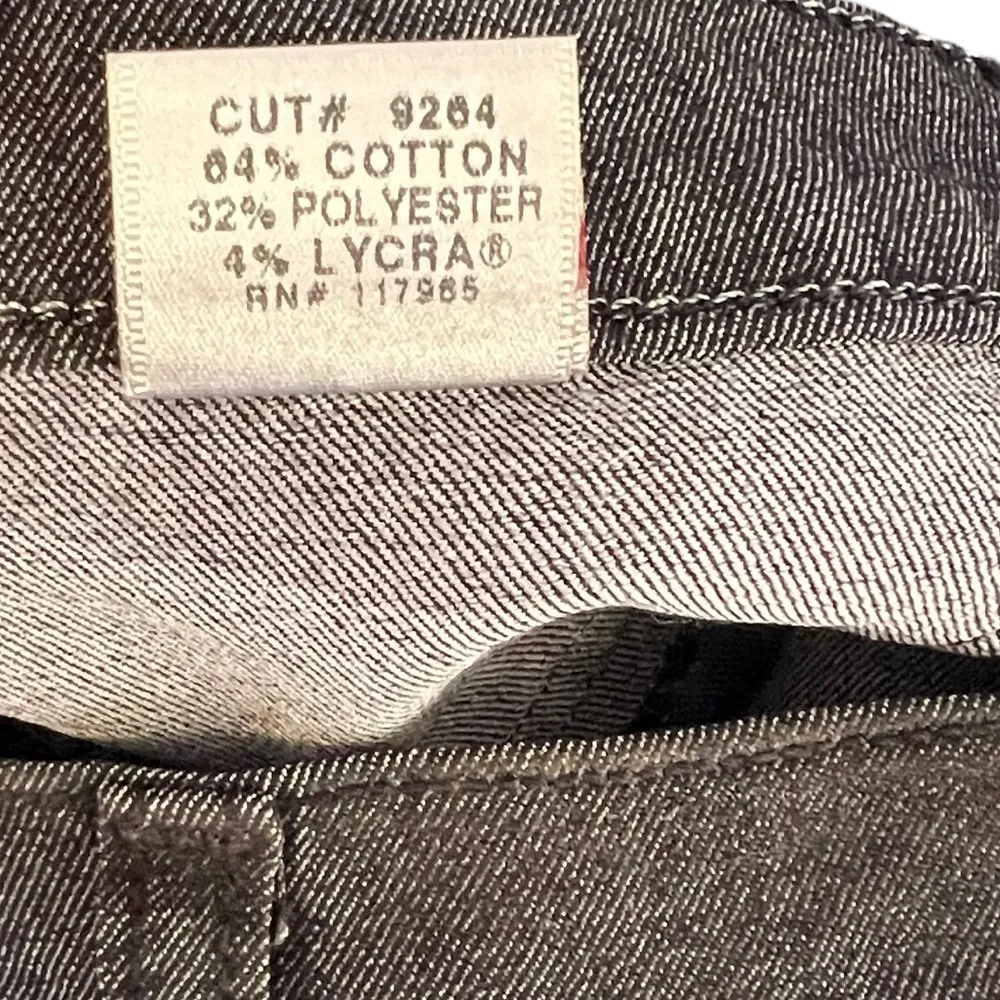 CUT# 9264
64% COTTON
32% POLYESTER
4% LYCRA®
RN# 117965